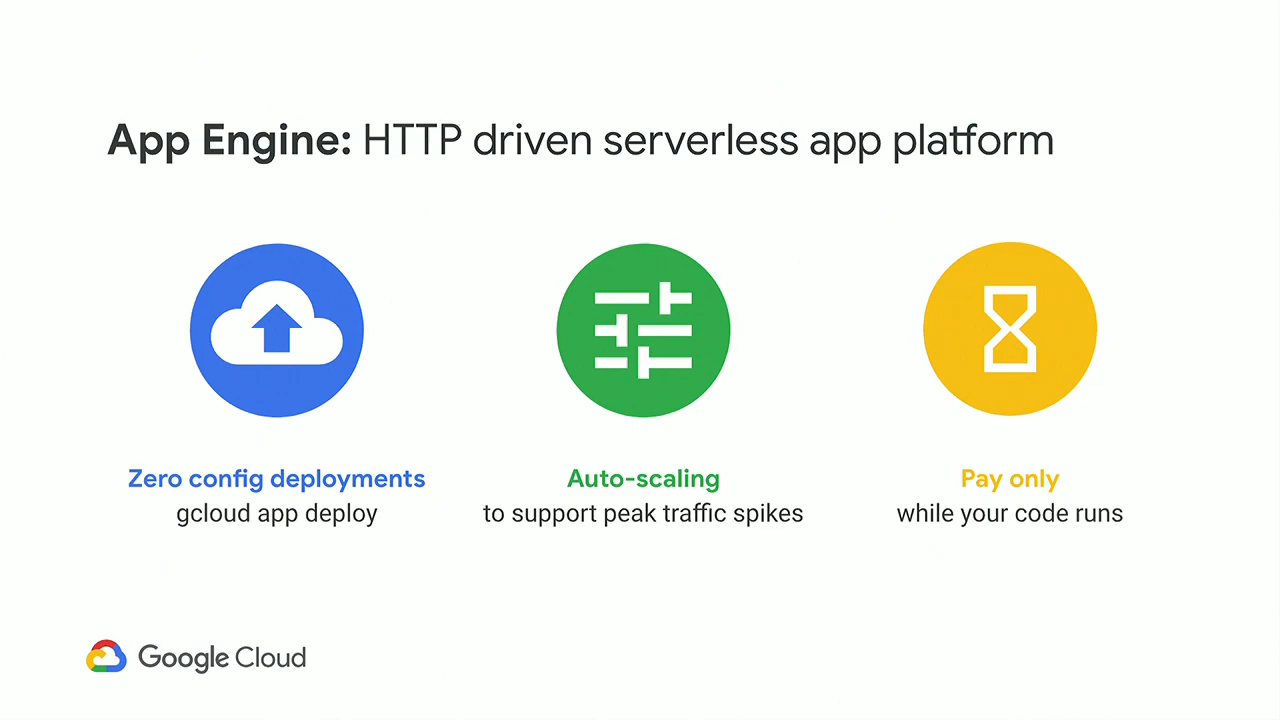 App Engine: HTTP driven serverless app platform
Zero config deployments
gcloud app deploy
Auto-scaling
to support peak traffic spikes
Pay only
while your code runs
Google Cloud